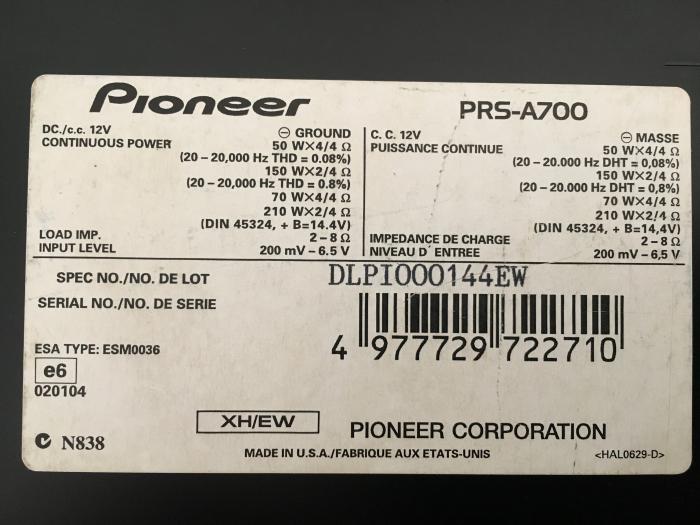 Pioneer
PRS-A700
DC./c.c. 12V
⊖ GROUND
CONTINUOUS POWER
50 W×4/4 Ω
(20 – 20,000 Hz THD = 0.08%)
150 W×2/4 Ω
(20 – 20,000 Hz THD = 0.8%)
70 W×4/4 Ω
210 W×2/4 Ω
(DIN 45324, + B=14.4V)
LOAD IMP.
2 – 8 Ω
INPUT LEVEL
200 mV – 6.5 V
C. C. 12V
⊖ MASSE
PUISSANCE CONTINUE
50 W×4/4 Ω
(20 – 20.000 Hz DHT = 0,08%)
150 W×2/4 Ω
(20 – 20.000 Hz DHT = 0,8%)
70 W×4/4 Ω
210 W×2/4 Ω
(DIN 45324, + B=14,4V)
IMPEDANCE DE CHARGE
2 – 8 Ω
NIVEAU D' ENTREE
200 mV – 6,5 V
SPEC NO./NO. DE LOT
DLPI000144EW
SERIAL NO./NO. DE SERIE
4 977729 722710
ESA TYPE: ESM0036
e6
020104
XH/EW
PIONEER CORPORATION
N838
MADE IN U.S.A./FABRIQUE AUX ETATS-UNIS
<HAL0629-D>